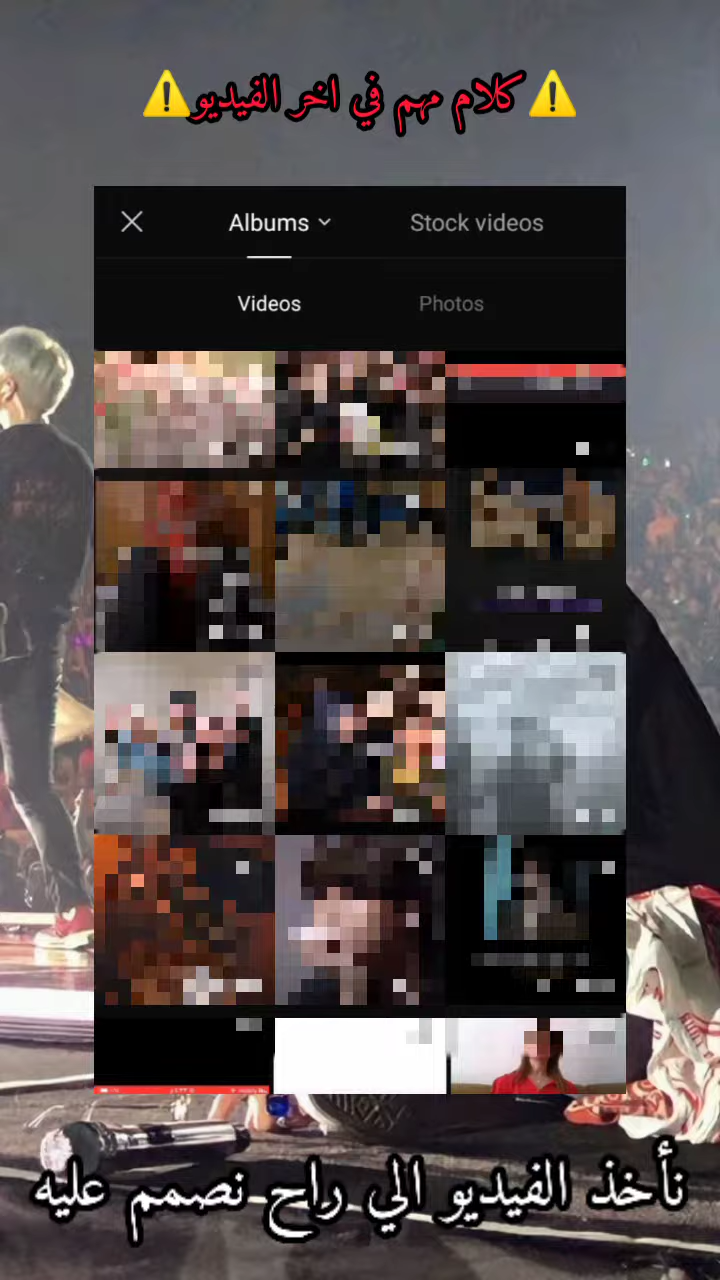 ⚠️كلام مهم في اخر الفيديو⚠️
Albums
Stock videos
Videos
Photos
نأخذ الفيديو الي راح نصمم عليه